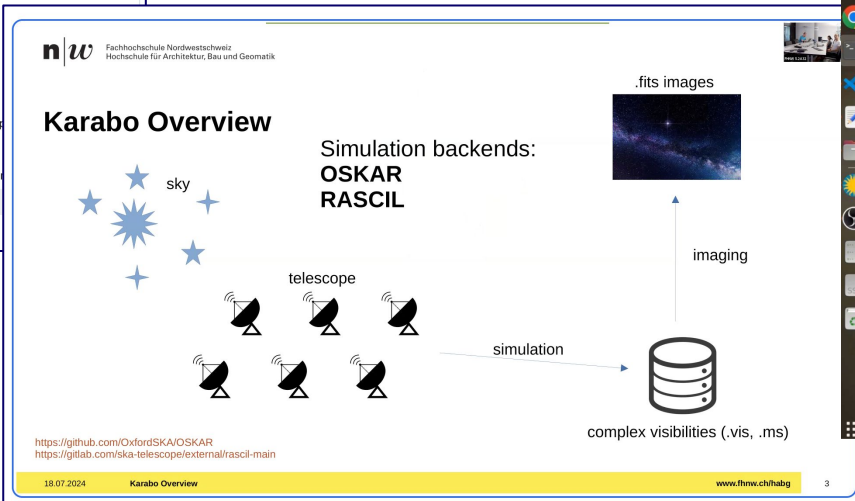 n|w
Fachhochschule Nordwestschweiz
Hochschule für Architektur, Bau und Geomatik
Karabo Overview
Simulation backends:
OSKAR
RASCIL
.fits images
sky
telescope
imaging
simulation
complex visibilities (.vis, .ms)
https://github.com/OxfordSKA/OSKAR
https://gitlab.com/ska-telescope/external/rascil-main
18.07.2024 Karabo Overview www.fhnw.ch/habg 3